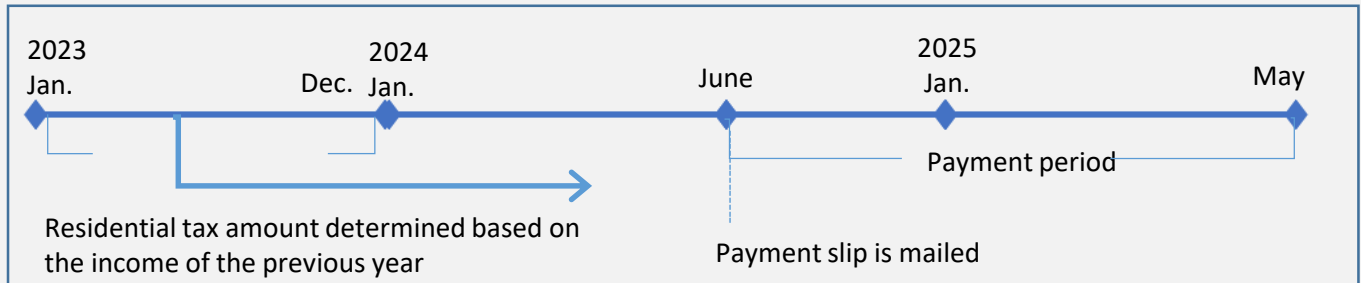 2023
Jan.
Dec.
2024
Jan.
June
2025
Jan.
May
Payment period
Residential tax amount determined based on
the income of the previous year
Payment slip is mailed